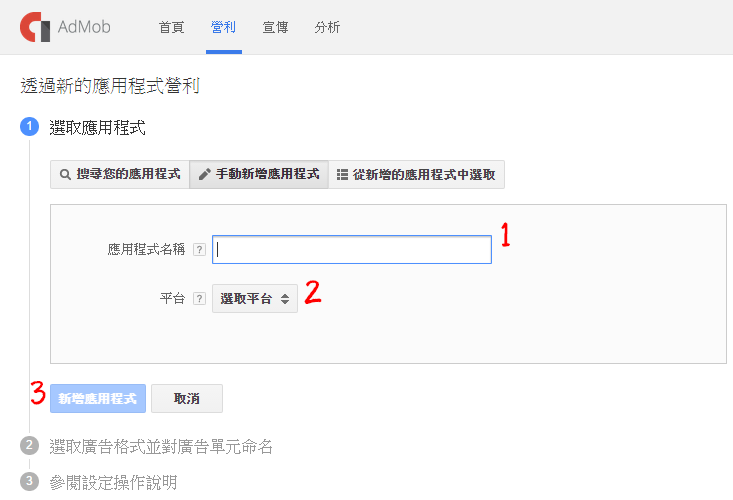 AdMob 首頁 營利 宣傳 分析
透過新的應用程式營利
1 選取應用程式
搜尋您的應用程式 手動新增應用程式 從新增的應用程式中選取
應用程式名稱 ? 1
平台 ? 選取平台 2
3 新增應用程式 取消
2 選取廣告格式並對廣告單元命名
3 參閱設定操作說明